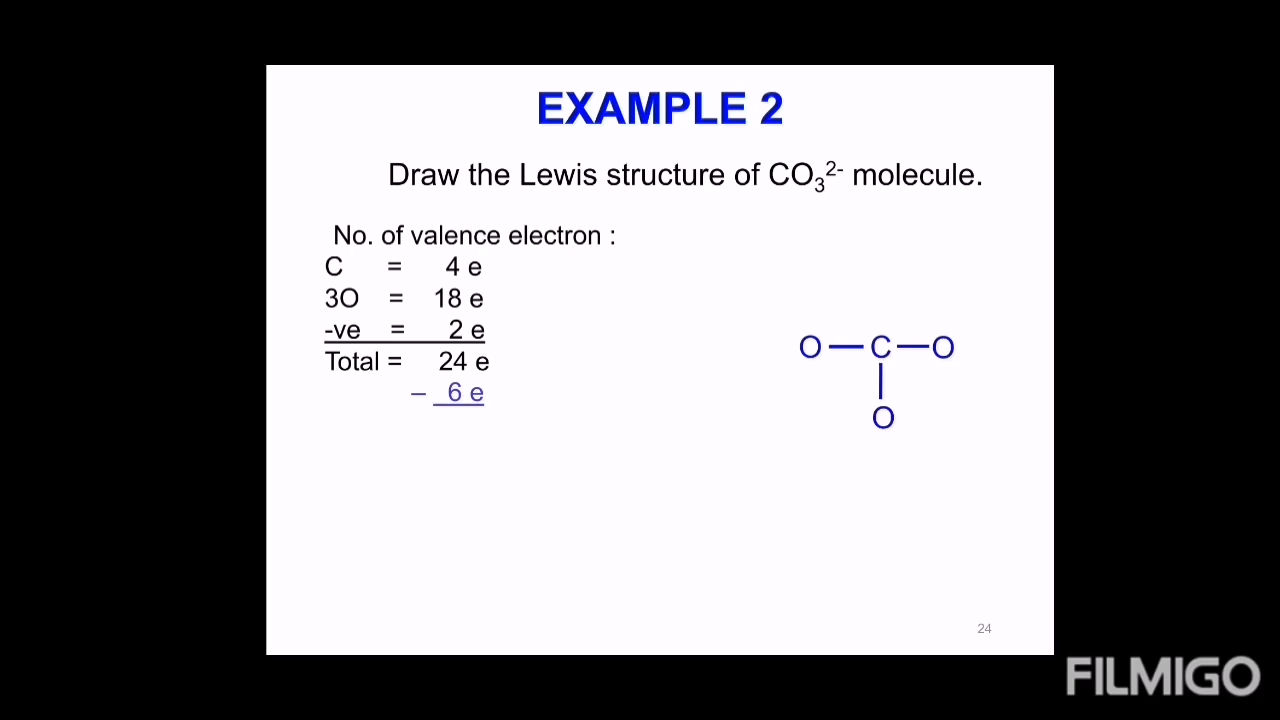 EXAMPLE 2
Draw the Lewis structure of CO₃²⁻ molecule.
No. of valence electron :
C = 4 e
3O = 18 e
-ve = 2 e
Total = 24 e
– 6 e
O — C — O
O
24
FILMIGO